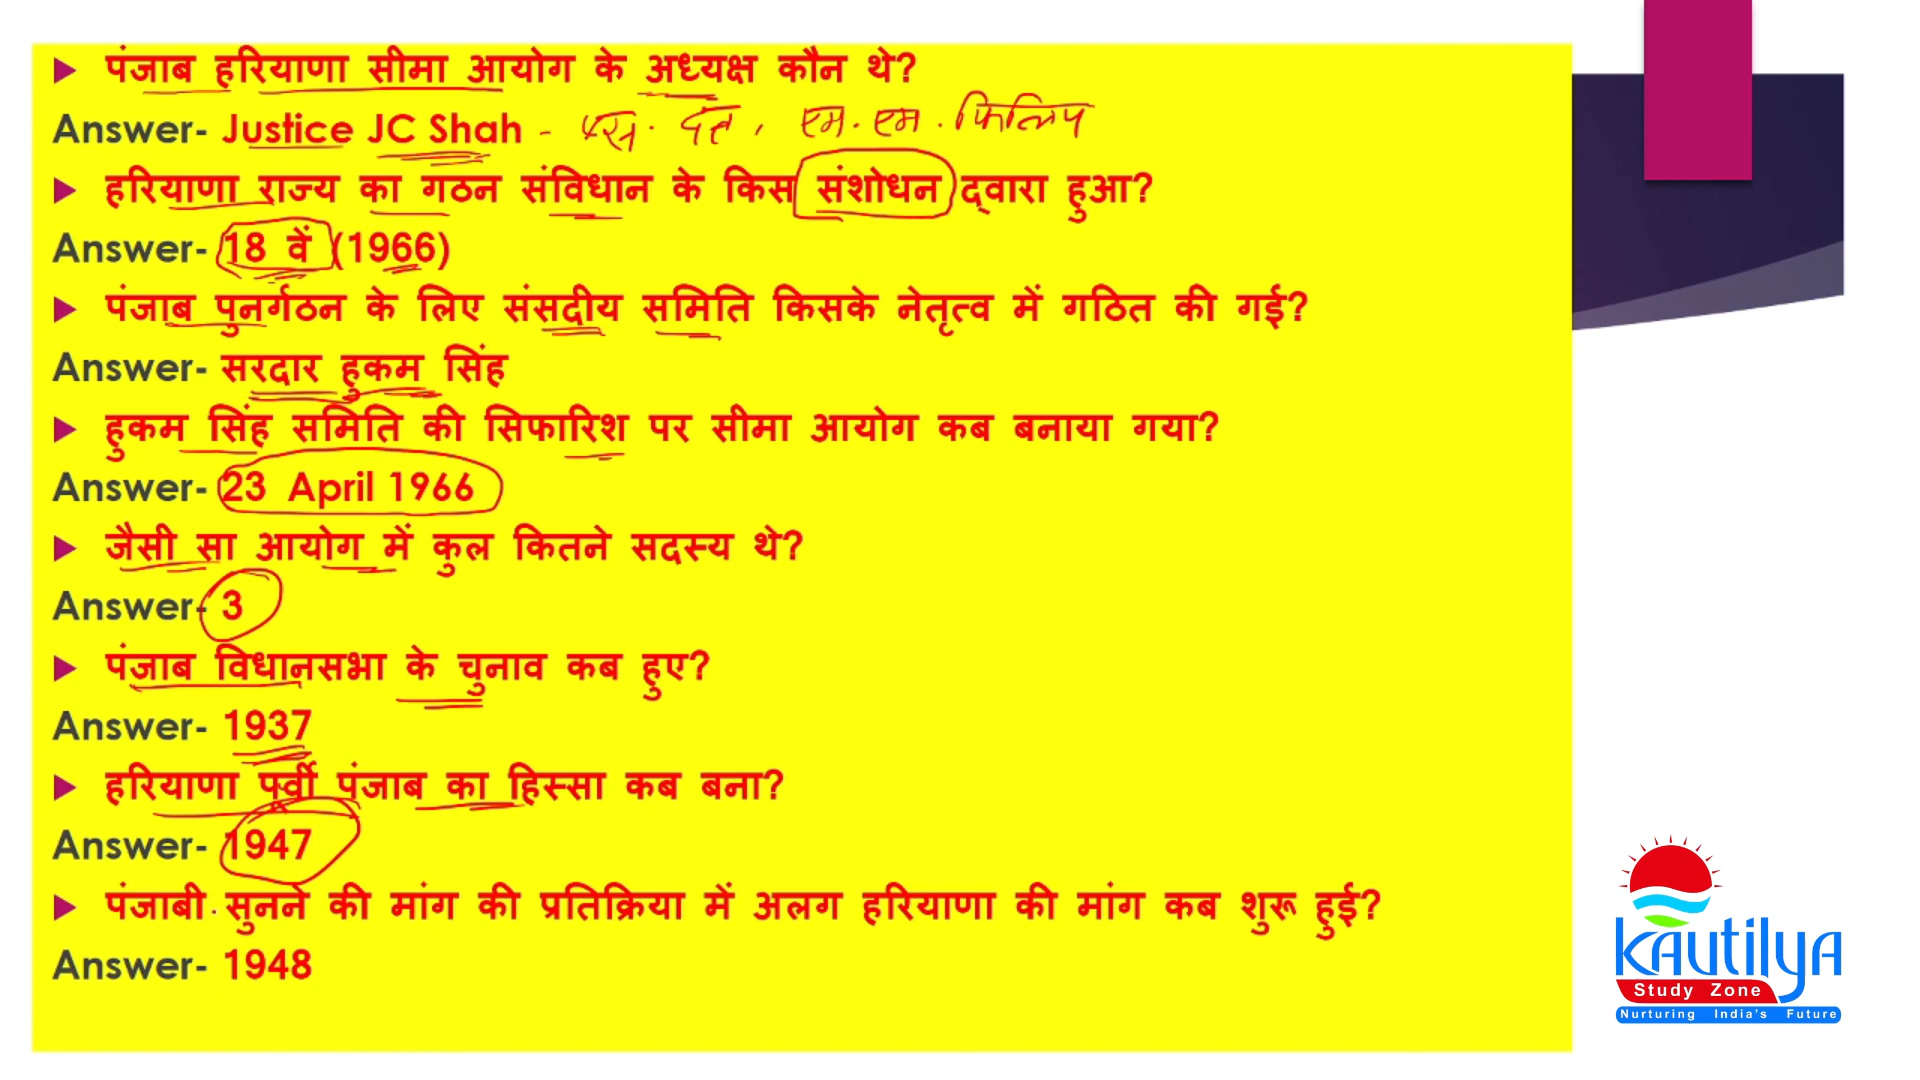 पंजाब हरियाणा सीमा आयोग के अध्यक्ष कौन थे?
Answer- Justice JC Shah - एस. दत्त, एम. एम. फिलिप
हरियाणा राज्य का गठन संविधान के किस संशोधन द्वारा हुआ?
Answer- 18 वें (1966)
पंजाब पुनर्गठन के लिए संसदीय समिति किसके नेतृत्व में गठित की गई?
Answer- सरदार हुकम सिंह
हुकम सिंह समिति की सिफारिश पर सीमा आयोग कब बनाया गया?
Answer- 23 April 1966
जैसी सा आयोग में कुल कितने सदस्य थे?
Answer- 3
पंजाब विधानसभा के चुनाव कब हुए?
Answer- 1937
हरियाणा पर्वी पंजाब का हिस्सा कब बना?
Answer- 1947
पंजाबी सुनने की मांग की प्रतिक्रिया में अलग हरियाणा की मांग कब शुरू हुई?
Answer- 1948
Kautilya
Study Zone
Nurturing India's Future